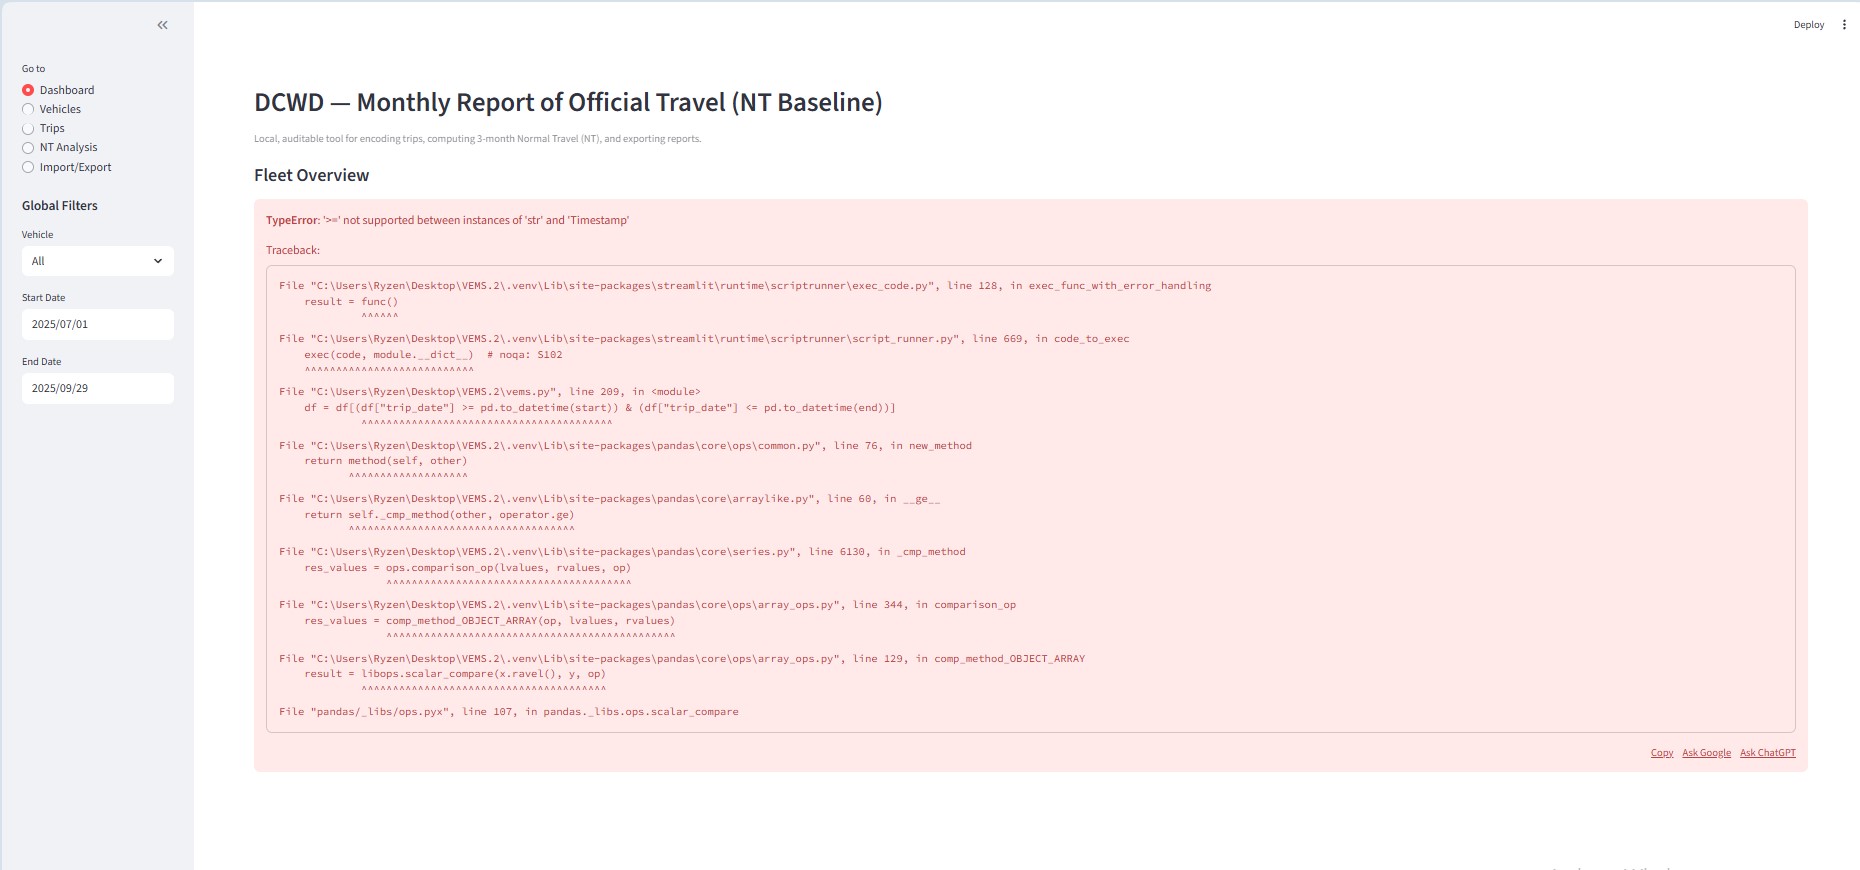 Deploy
Go to
Dashboard
Vehicles
Trips
NT Analysis
Import/Export
Global Filters
Vehicle
All
Start Date
2025/07/01
End Date
2025/09/29
DCWD — Monthly Report of Official Travel (NT Baseline)
Local, auditable tool for encoding trips, computing 3-month Normal Travel (NT), and exporting reports.
Fleet Overview
TypeError: '>=' not supported between instances of 'str' and 'Timestamp'
Traceback:
File "C:\Users\Ryzen\Desktop\VEMS.2\.venv\Lib\site-packages\streamlit\runtime\scriptrunner\exec_code.py", line 128, in exec_func_with_error_handling
    result = func()
             ^^^^^^
File "C:\Users\Ryzen\Desktop\VEMS.2\.venv\Lib\site-packages\streamlit\runtime\scriptrunner\script_runner.py", line 669, in code_to_exec
    exec(code, module.__dict__)  # noqa: S102
    ^^^^^^^^^^^^^^^^^^^^^^^^^^^
File "C:\Users\Ryzen\Desktop\VEMS.2\vems.py", line 209, in <module>
    df = df[(df["trip_date"] >= pd.to_datetime(start)) & (df["trip_date"] <= pd.to_datetime(end))]
             ^^^^^^^^^^^^^^^^^^^^^^^^^^^^^^^^^^^^^^^^
File "C:\Users\Ryzen\Desktop\VEMS.2\.venv\Lib\site-packages\pandas\core\ops\common.py", line 76, in new_method
    return method(self, other)
           ^^^^^^^^^^^^^^^^^^^
File "C:\Users\Ryzen\Desktop\VEMS.2\.venv\Lib\site-packages\pandas\core\arraylike.py", line 60, in __ge__
    return self._cmp_method(other, operator.ge)
           ^^^^^^^^^^^^^^^^^^^^^^^^^^^^^^^^^^^^
File "C:\Users\Ryzen\Desktop\VEMS.2\.venv\Lib\site-packages\pandas\core\series.py", line 6130, in _cmp_method
    res_values = ops.comparison_op(lvalues, rvalues, op)
                 ^^^^^^^^^^^^^^^^^^^^^^^^^^^^^^^^^^^^^^^
File "C:\Users\Ryzen\Desktop\VEMS.2\.venv\Lib\site-packages\pandas\core\ops\array_ops.py", line 344, in comparison_op
    res_values = comp_method_OBJECT_ARRAY(op, lvalues, rvalues)
                 ^^^^^^^^^^^^^^^^^^^^^^^^^^^^^^^^^^^^^^^^^^^^^^
File "C:\Users\Ryzen\Desktop\VEMS.2\.venv\Lib\site-packages\pandas\core\ops\array_ops.py", line 129, in comp_method_OBJECT_ARRAY
    result = libops.scalar_compare(x.ravel(), y, op)
             ^^^^^^^^^^^^^^^^^^^^^^^^^^^^^^^^^^^^^^^
File "pandas/_libs/ops.pyx", line 107, in pandas._libs.ops.scalar_compare
Copy
Ask Google
Ask ChatGPT